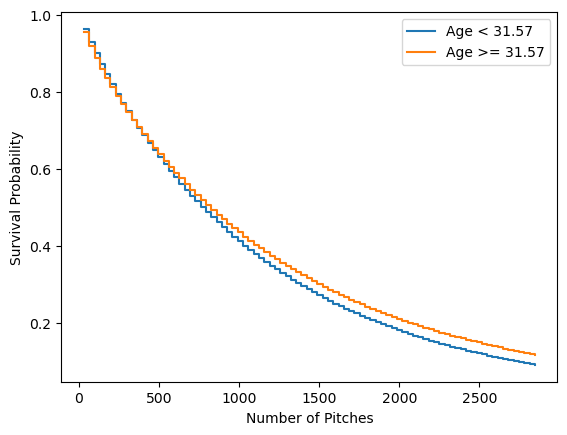 1.0
0.8
0.6
0.4
0.2
Survival Probability
Age < 31.57
Age >= 31.57
0 500 1000 1500 2000 2500
Number of Pitches